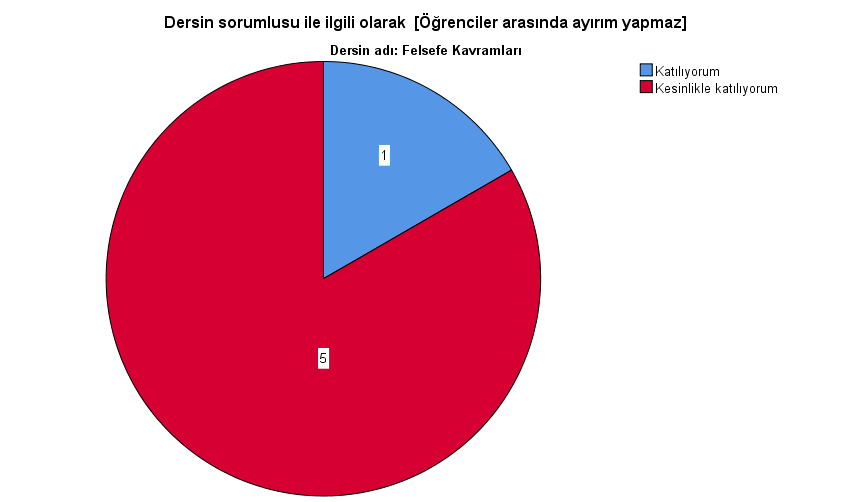 Dersin sorumlusu ile ilgili olarak  [Öğrenciler arasında ayırım yapmaz]
Dersin adı: Felsefe Kavramları
Katılıyorum
Kesinlikle katılıyorum
1
5